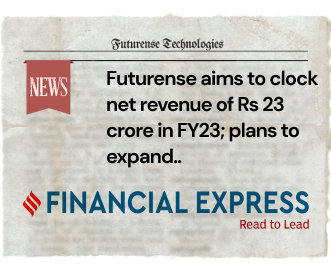 Futurense Technologies
NEWS
Futurense aims to clock
net revenue of Rs 23
crore in FY23; plans to
expand..
FINANCIAL EXPRESS
Read to Lead